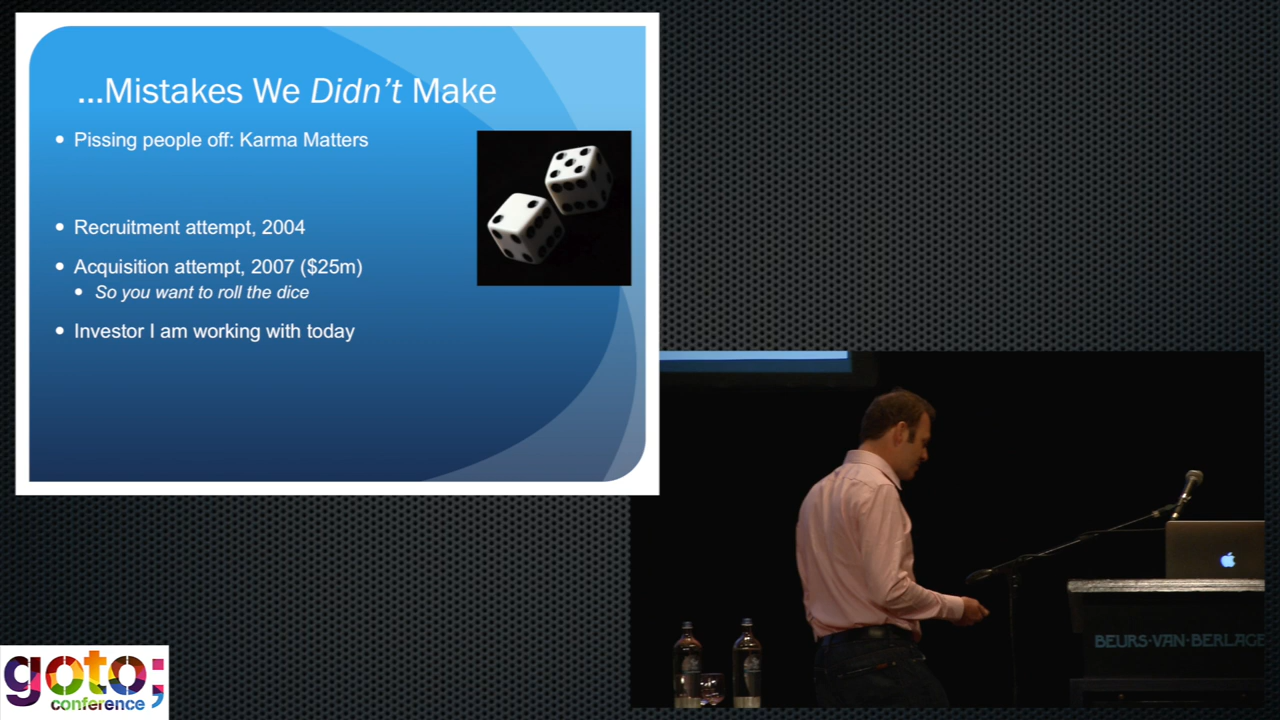 ...Mistakes We Didn't Make
• Pissing people off: Karma Matters
• Recruitment attempt, 2004
• Acquisition attempt, 2007 ($25m)
• So you want to roll the dice
• Investor I am working with today
BEURS-VAN-BERLAGE
goto;
conference